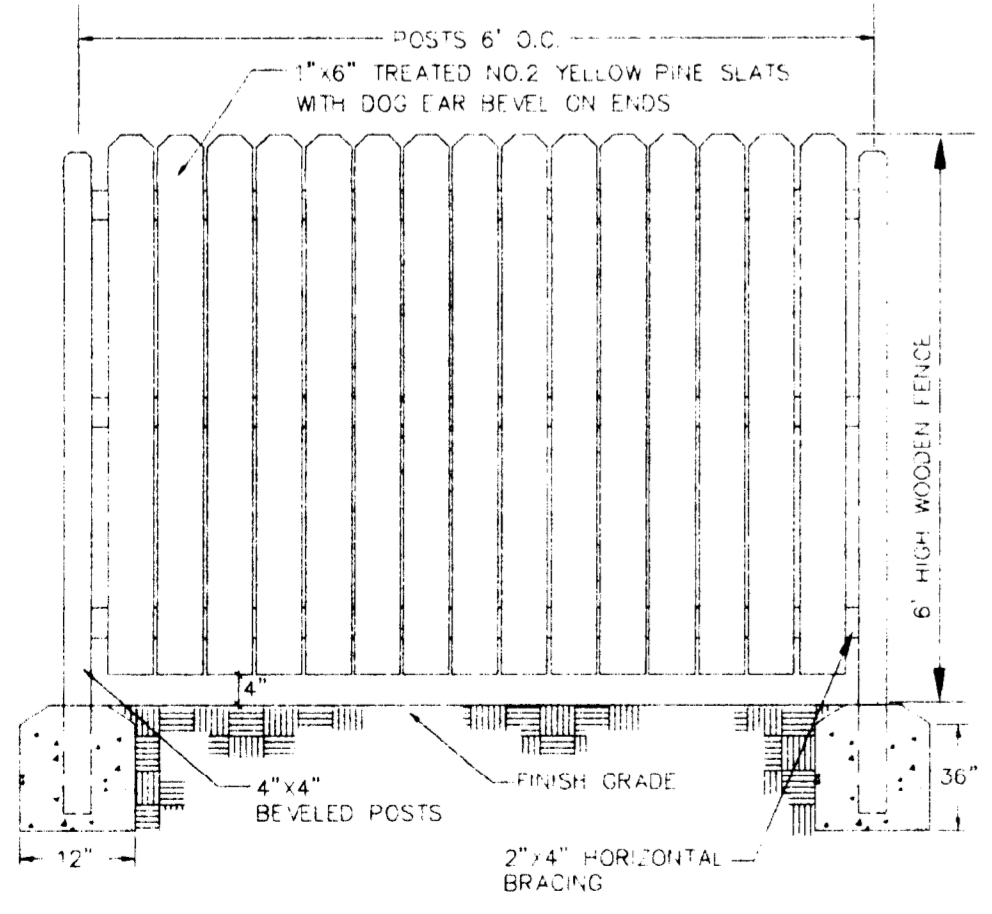 POSTS 6' O.C.
1"x6" TREATED NO.2 YELLOW PINE SLATS
WITH DOG EAR BEVEL ON ENDS
6' HIGH WOODEN FENCE
4"
4"x4"
BEVELED POSTS
FINISH GRADE
36"
12"
2"x4" HORIZONTAL
BRACING